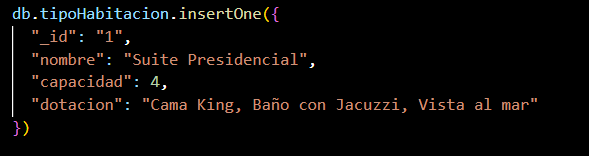 db.tipoHabitacion.insertOne({
"_id": "1",
"nombre": "Suite Presidencial",
"capacidad": 4,
"dotacion": "Cama King, Baño con Jacuzzi, Vista al mar"
})